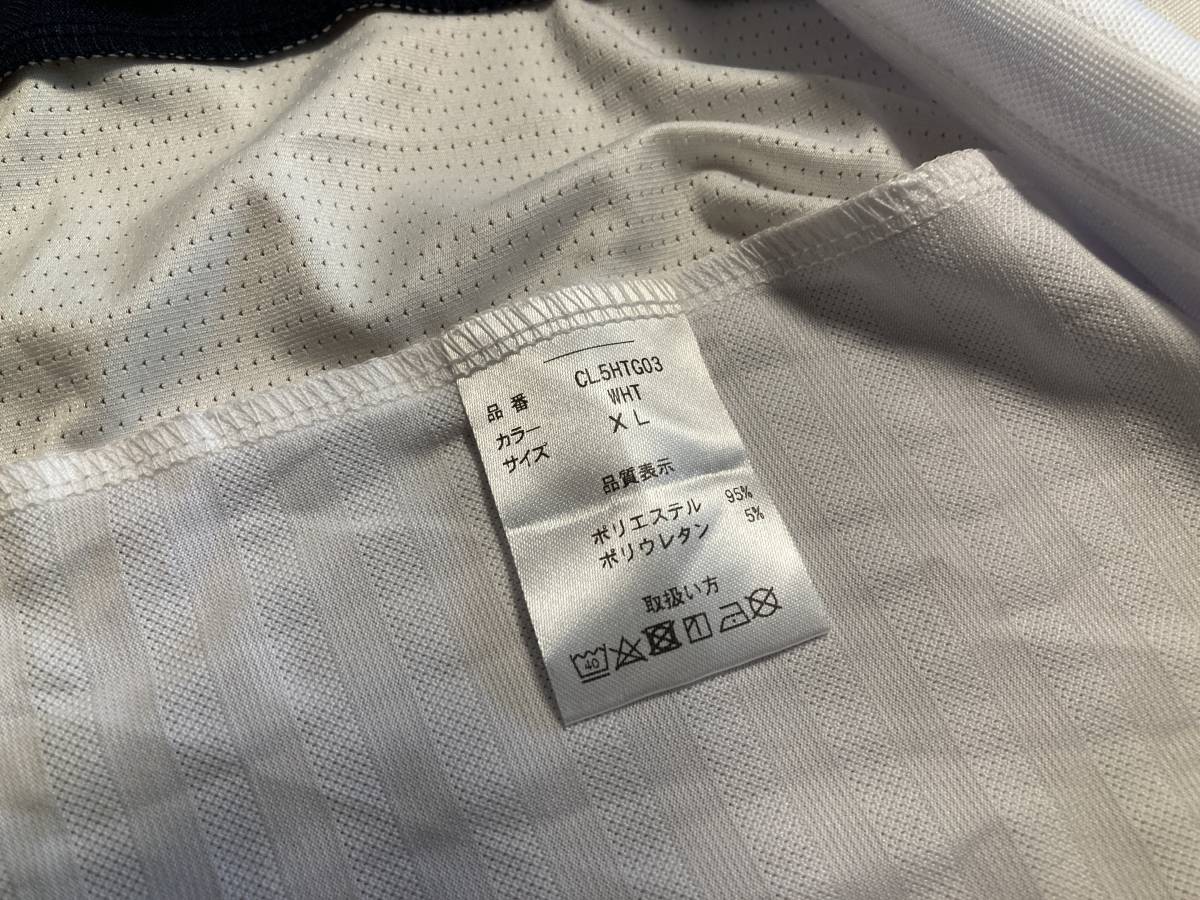 品番 CL5HTG03
カラー WHT
サイズ XL
品質表示
ポリエステル 95%
ポリウレタン 5%
取扱い方
40